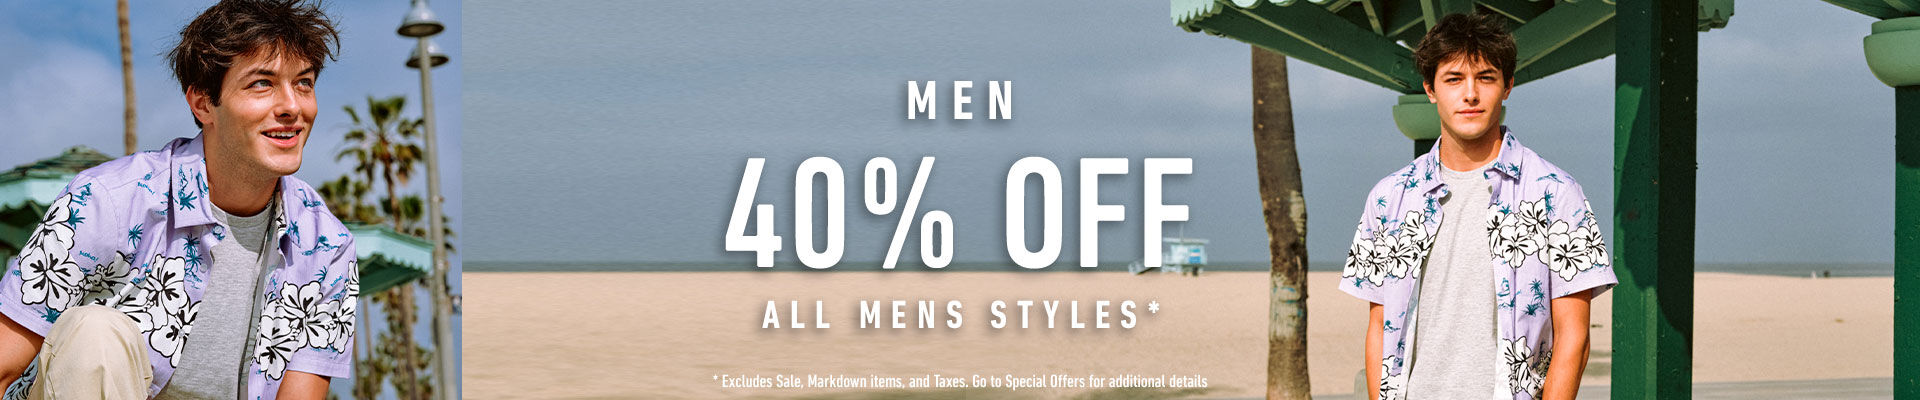 MEN
40% OFF
ALL MENS STYLES*
* Excludes Sale, Markdown items, and Taxes. Go to Special Offers for additional details